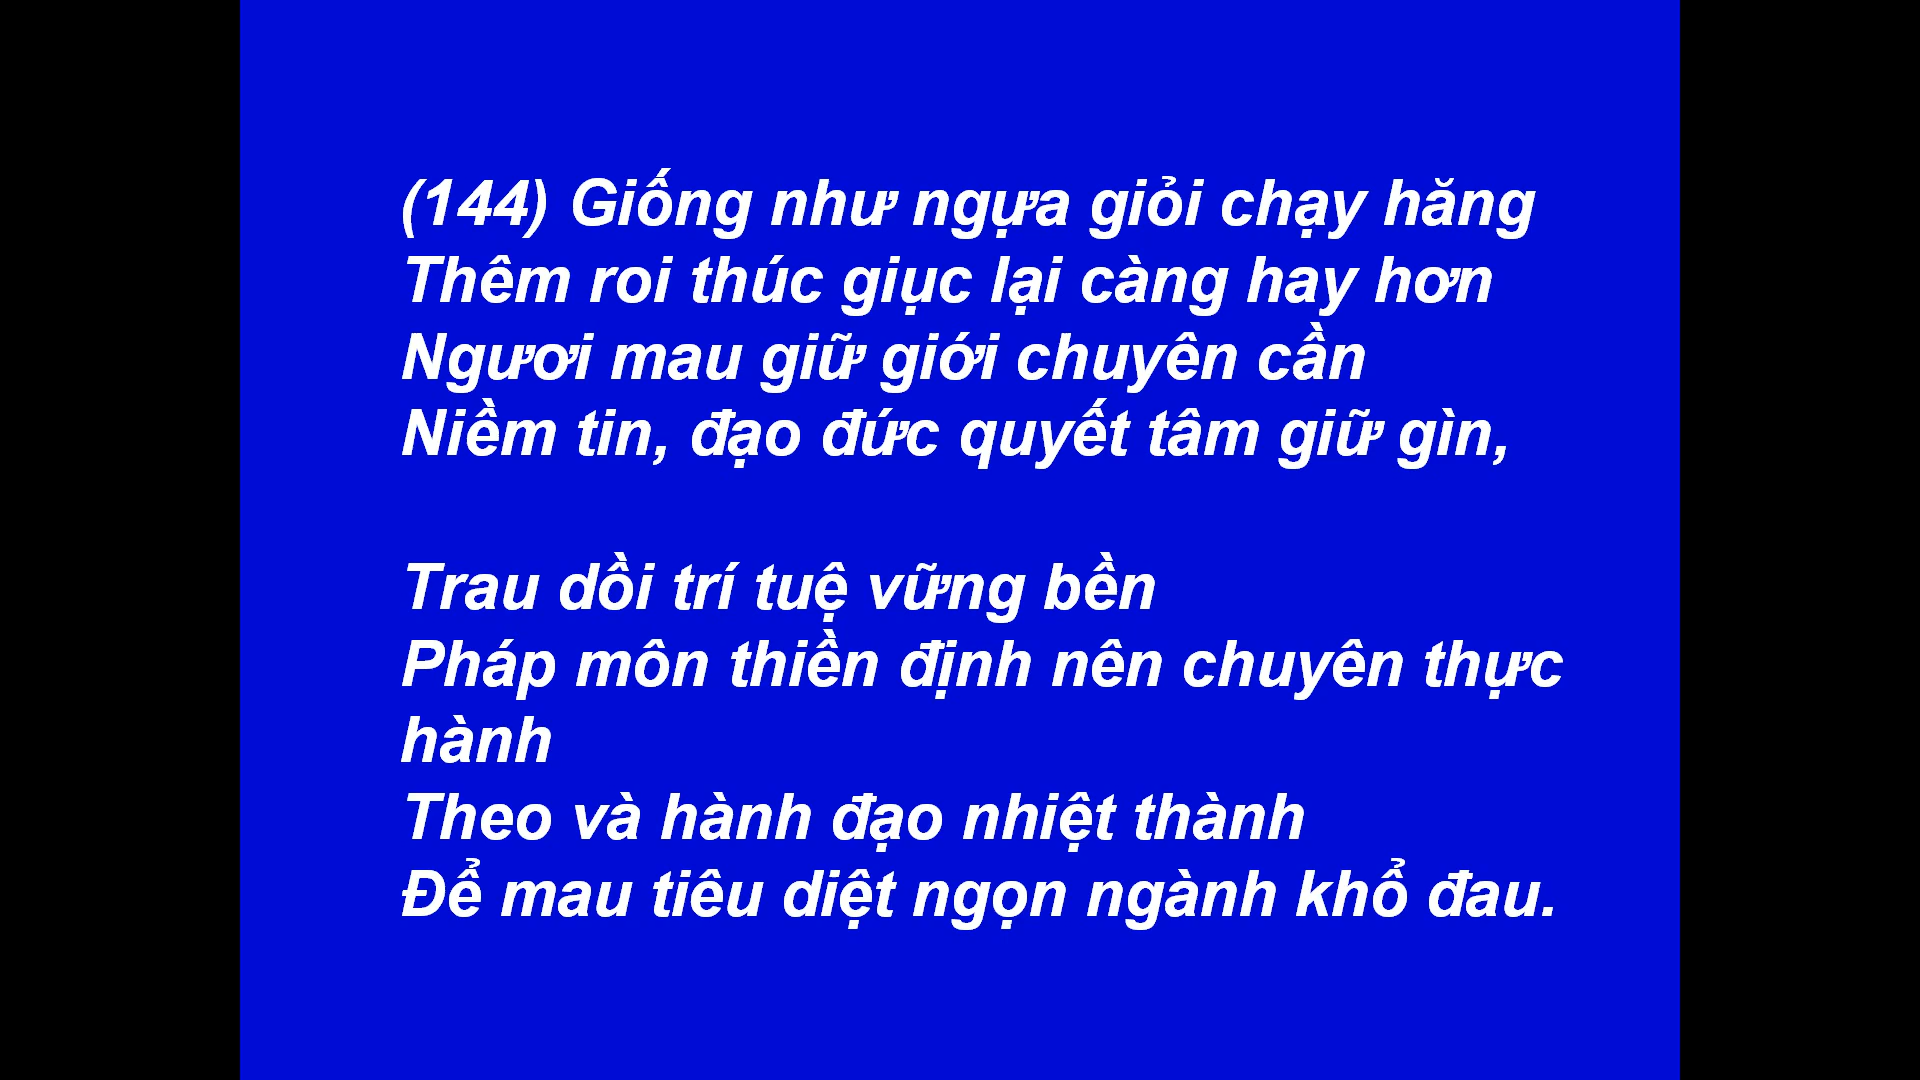 (144) Giống như ngựa giỏi chạy hăng
Thêm roi thúc giục lại càng hay hơn
Ngươi mau giữ giới chuyên cần
Niềm tin, đạo đức quyết tâm giữ gìn,
Trau dồi trí tuệ vững bền
Pháp môn thiền định nên chuyên thực
hành
Theo và hành đạo nhiệt thành
Để mau tiêu diệt ngọn ngành khổ đau.